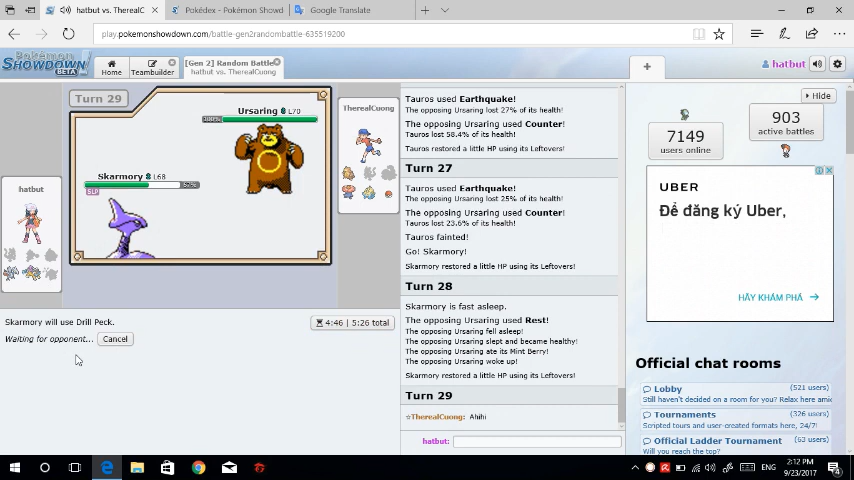 hatbut vs. TherealC
Pokédex - Pokémon Showd
Google Translate
play.pokemonshowdown.com/battle-gen2randombattle-635519200
Pokémon
Showdown
BETA
Home
Teambuilder
[Gen 2] Random Battle
hatbut vs. TherealCuong
hatbut
Turn 29
Ursaring L70
100%
Skarmory L68
57%
SLP
hatbut
TherealCuong
Skarmory will use Drill Peck.
Waiting for opponent...
Cancel
4:46 | 5:26 total
Tauros used Earthquake!
The opposing Ursaring lost 27% of its health!
The opposing Ursaring used Counter!
Tauros lost 58.4% of its health!
Tauros restored a little HP using its Leftovers!
Turn 27
Tauros used Earthquake!
The opposing Ursaring lost 25% of its health!
The opposing Ursaring used Counter!
Tauros lost 23.6% of its health!
Tauros fainted!
Go! Skarmory!
Skarmory restored a little HP using its Leftovers!
Turn 28
Skarmory is fast asleep.
The opposing Ursaring used Rest!
The opposing Ursaring fell asleep!
The opposing Ursaring slept and became healthy!
The opposing Ursaring ate its Mint Berry!
The opposing Ursaring woke up!
Skarmory restored a little HP using its Leftovers!
Turn 29
☆TherealCuong: Ahihi
hatbut:
Hide
7149
users online
903
active battles
UBER
Để đăng ký Uber,
HÃY KHÁM PHÁ
Official chat rooms
Lobby
(521 users)
Still haven't decided on a room for you? Relax here amid
Tournaments
(326 users)
Scripted tours and user-created formats here, 24/7!
Official Ladder Tournament
(63 users)
Will you reach the top?
ENG
2:12 PM
9/23/2017
4